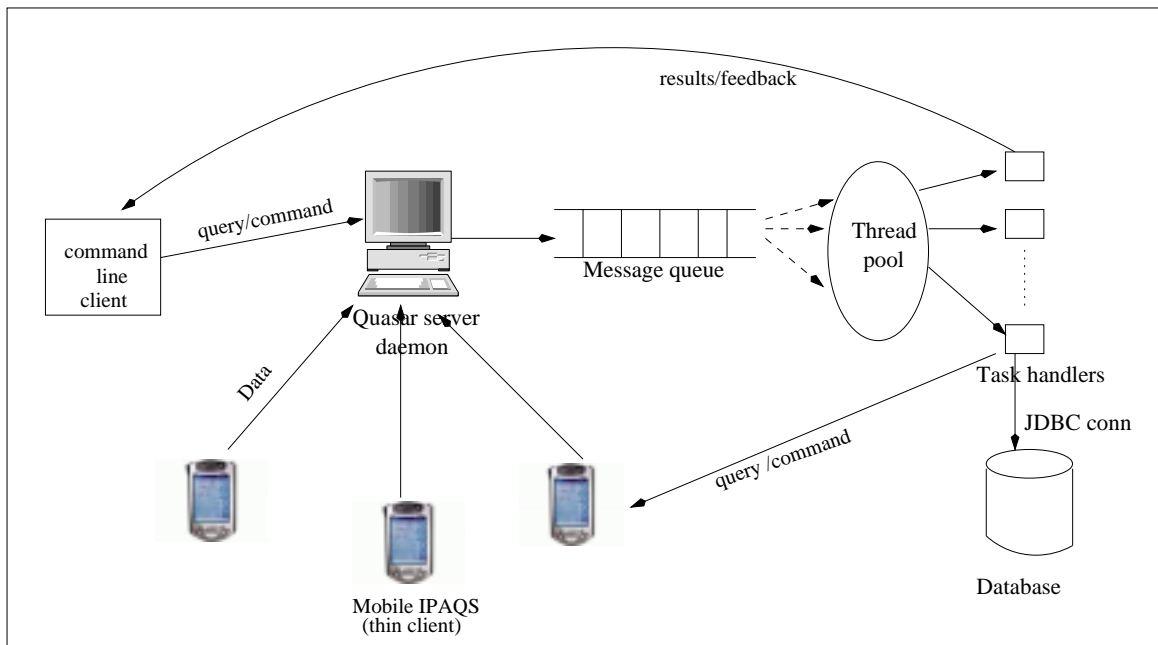 results/feedback
query/command
command
line
client
Message queue
Thread
pool
Quasar server
daemon
Data
Task handlers
JDBC conn
query /command
Mobile IPAQS
(thin client)
Database